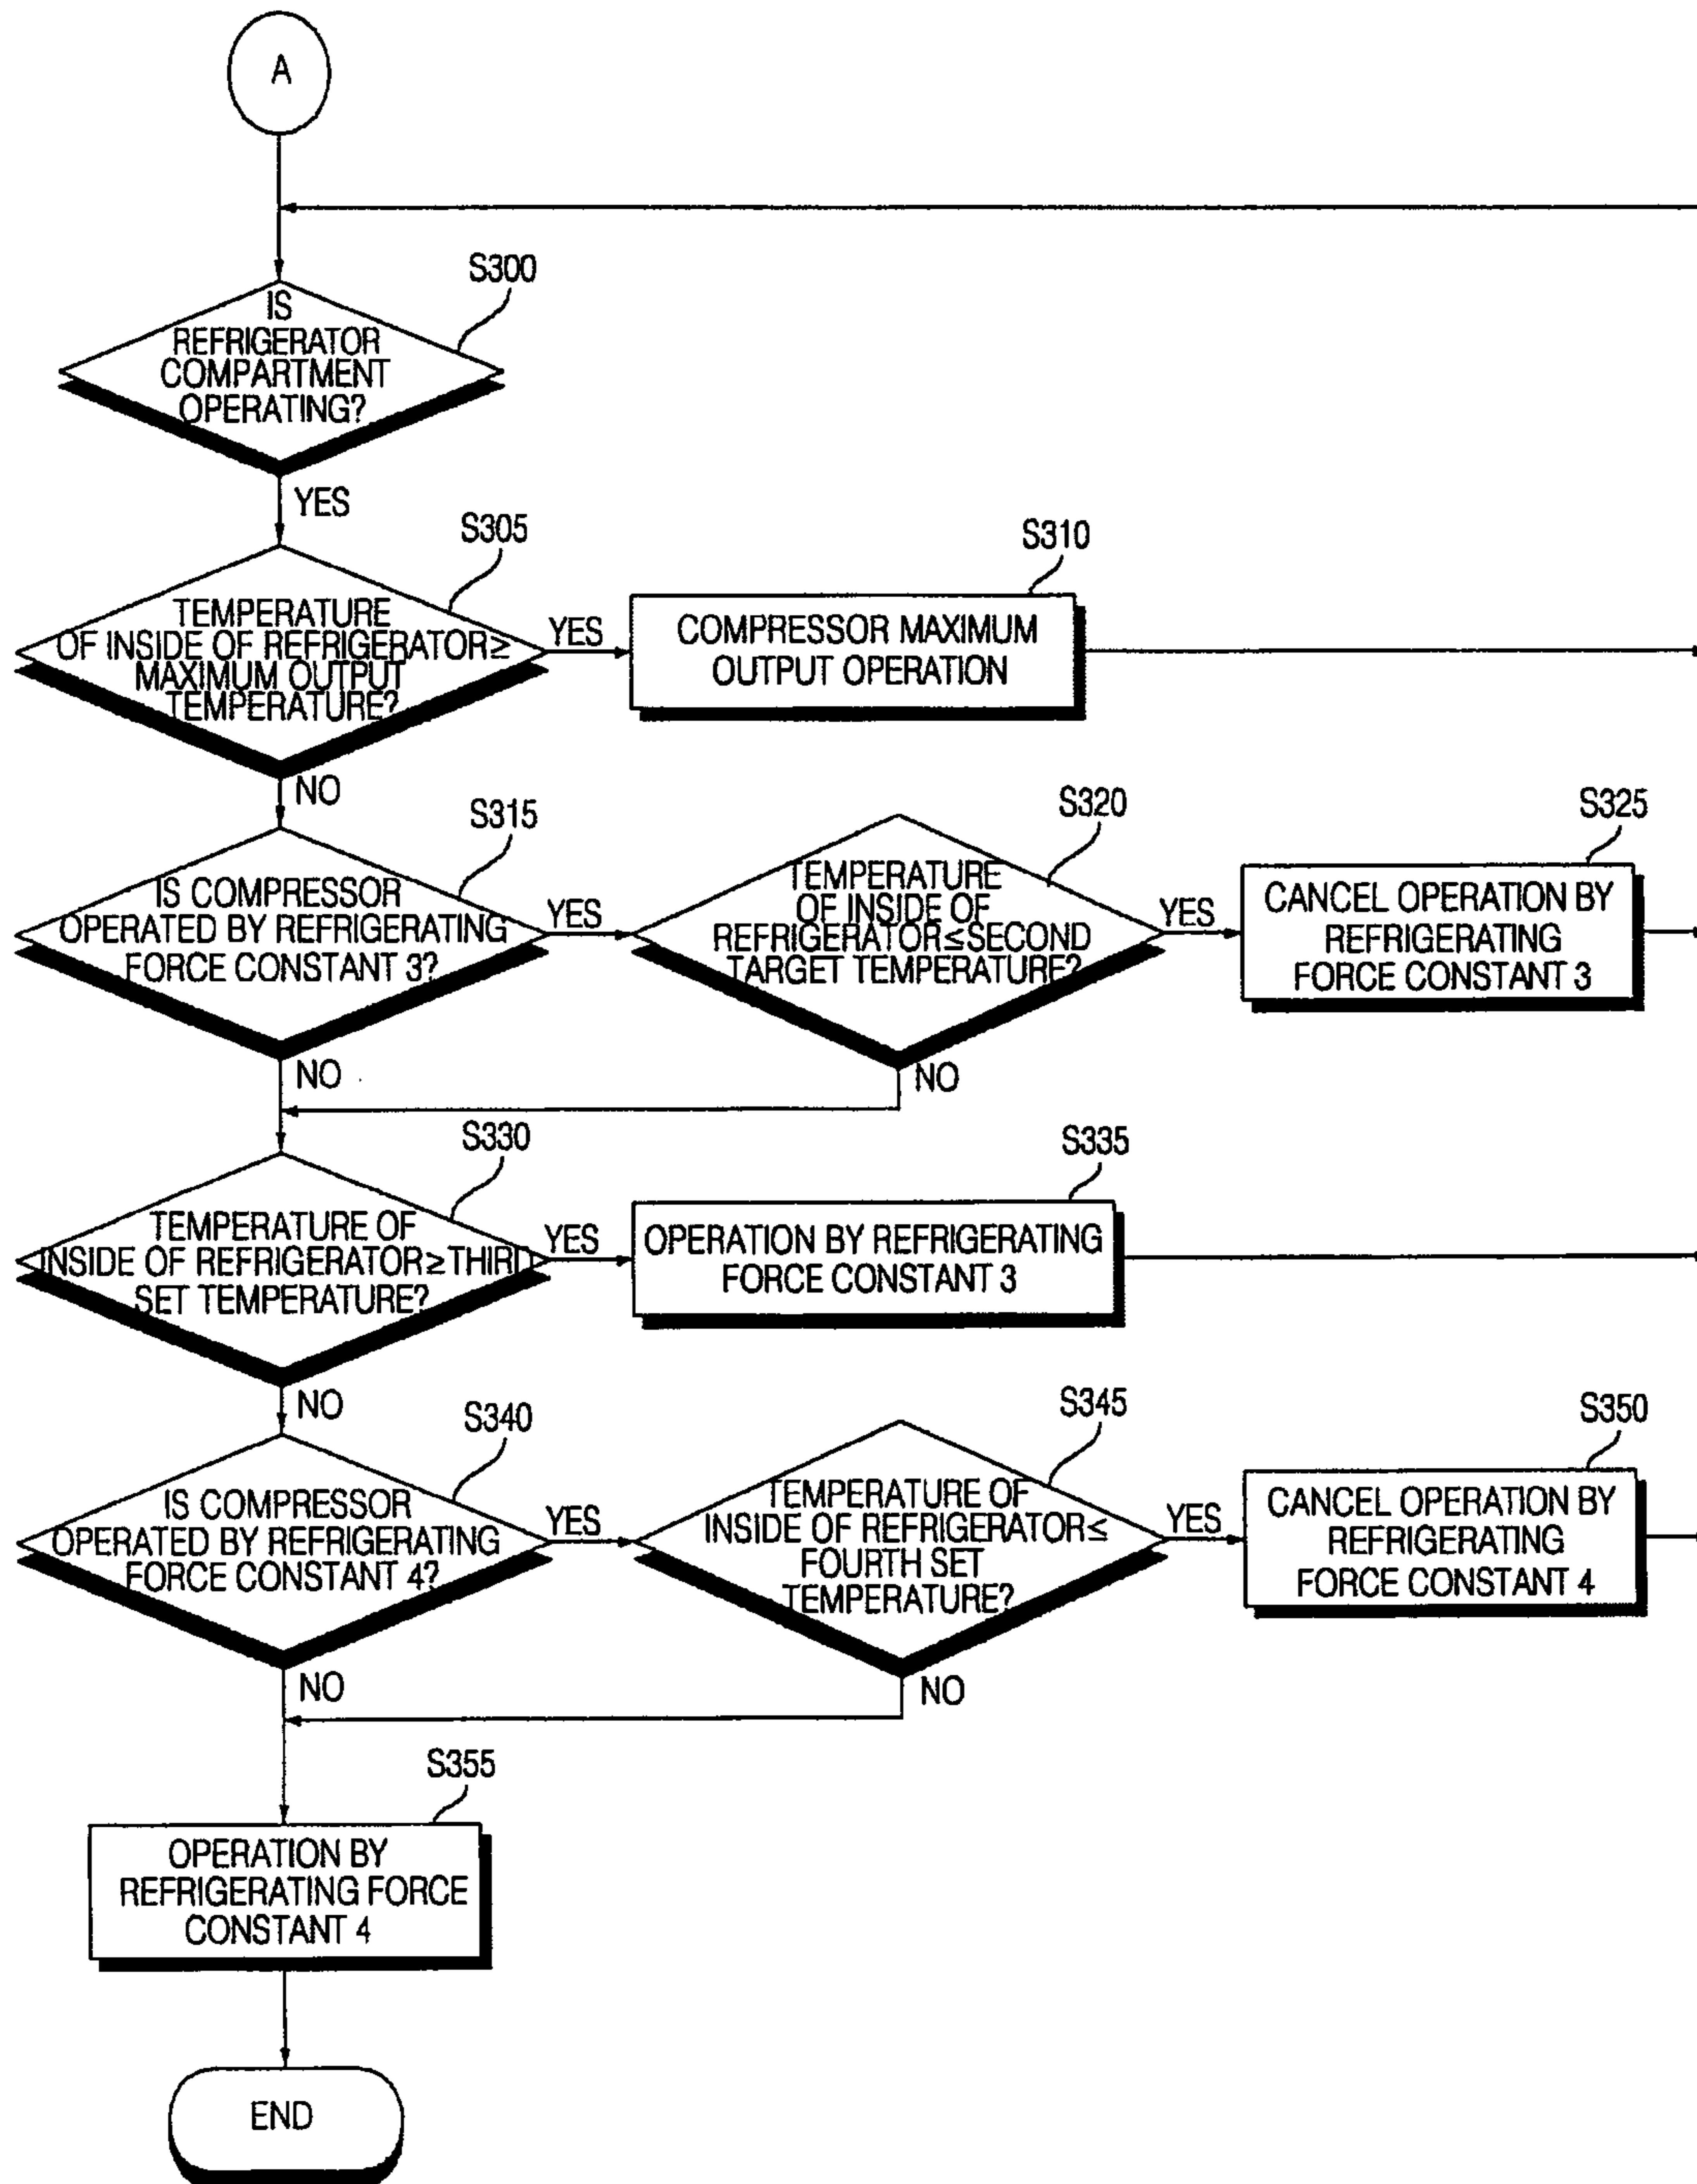 A
S300
IS
REFRIGERATOR
COMPARTMENT
OPERATING?
YES
S305
TEMPERATURE
OF INSIDE OF REFRIGERATOR≥
MAXIMUM OUTPUT
TEMPERATURE?
YES
S310
COMPRESSOR MAXIMUM
OUTPUT OPERATION
NO
S315
IS COMPRESSOR
OPERATED BY REFRIGERATING
FORCE CONSTANT 3?
YES
S320
TEMPERATURE
OF INSIDE OF
REFRIGERATOR≤SECOND
TARGET TEMPERATURE?
YES
S325
CANCEL OPERATION BY
REFRIGERATING
FORCE CONSTANT 3
NO
NO
S330
TEMPERATURE OF
INSIDE OF REFRIGERATOR≥THIRD
SET TEMPERATURE?
YES
S335
OPERATION BY REFRIGERATING
FORCE CONSTANT 3
NO
S340
IS COMPRESSOR
OPERATED BY REFRIGERATING
FORCE CONSTANT 4?
YES
S345
TEMPERATURE OF
INSIDE OF REFRIGERATOR≤
FOURTH SET
TEMPERATURE?
YES
S350
CANCEL OPERATION BY
REFRIGERATING
FORCE CONSTANT 4
NO
NO
S355
OPERATION BY
REFRIGERATING FORCE
CONSTANT 4
END